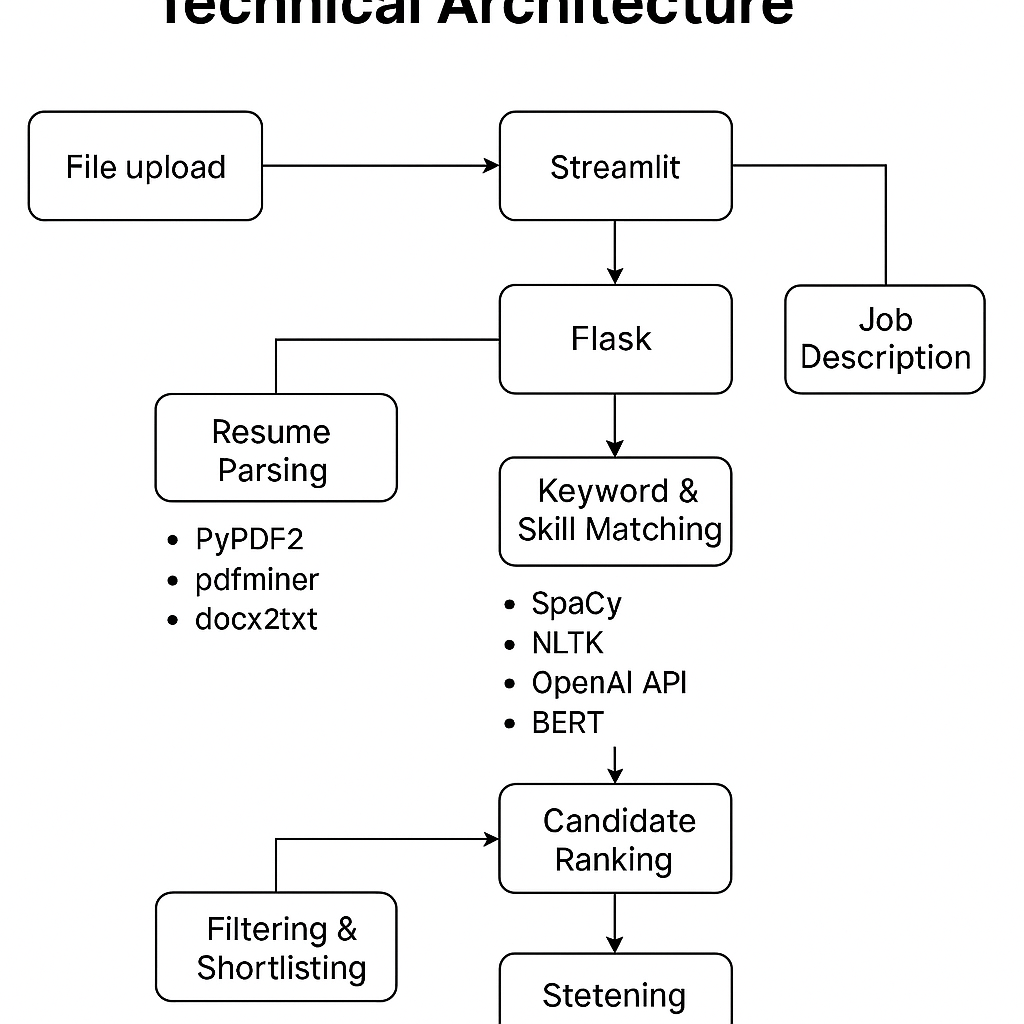 Technical Architecture
File upload
Streamlit
Flask
Job
Description
Resume
Parsing
• PyPDF2
• pdfminer
• docx2txt
Keyword &
Skill Matching
• SpaCy
• NLTK
• OpenAI API
• BERT
Candidate
Ranking
Filtering &
Shortlisting
Stetening